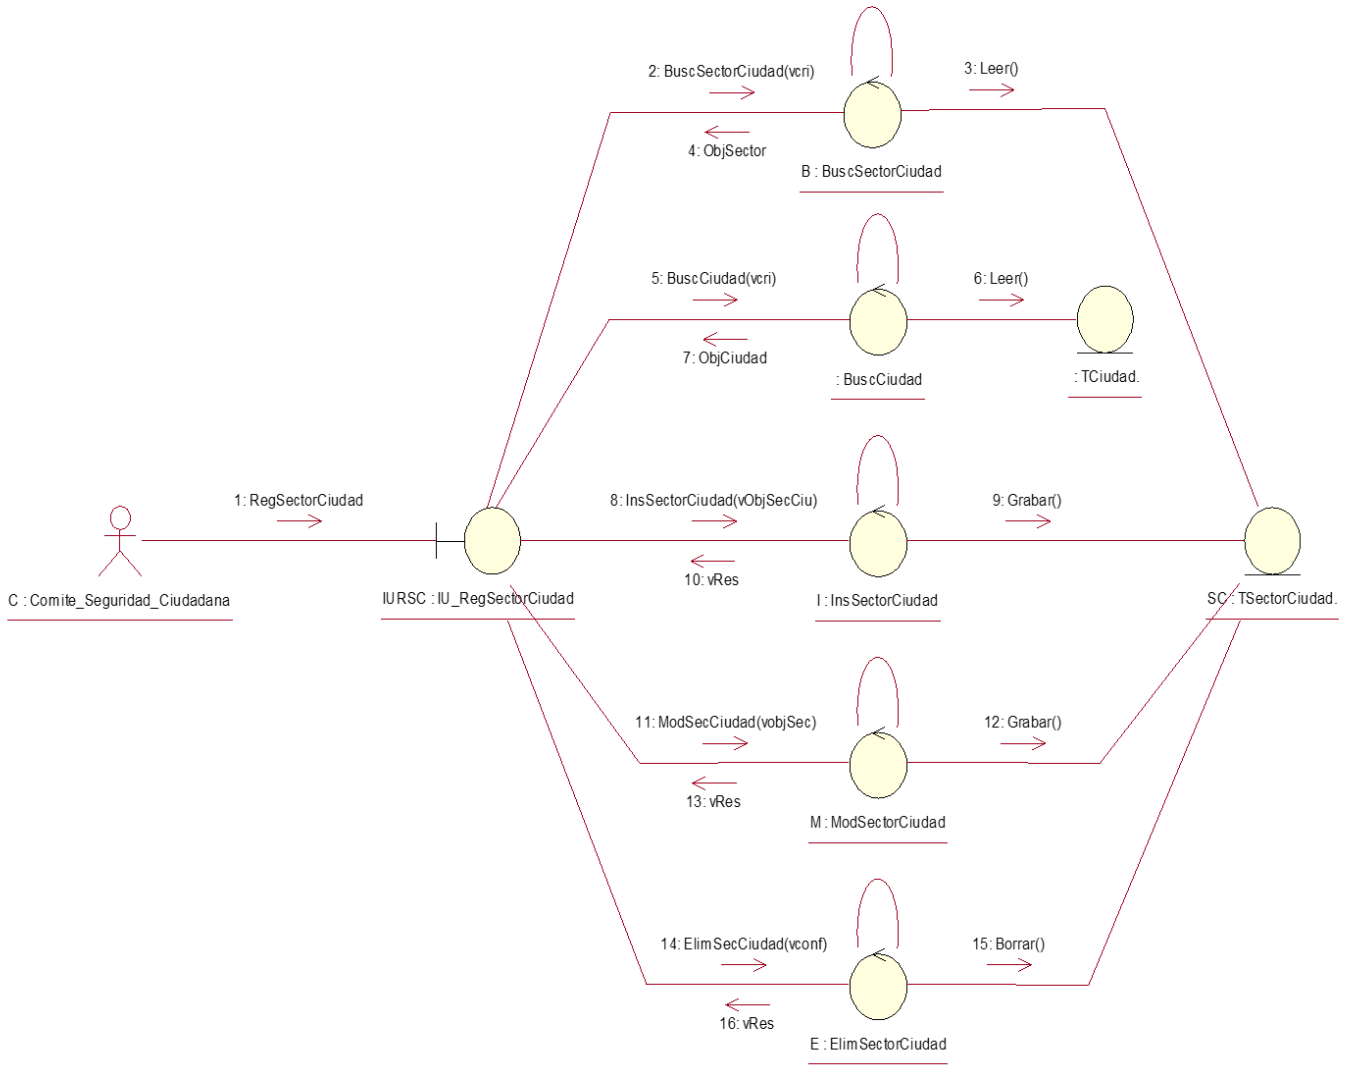 2: BuscSectorCiudad(vcri)
3: Leer()
4: ObjSector
B : BuscSectorCiudad
5: BuscCiudad(vcri)
6: Leer()
7: ObjCiudad
: BuscCiudad
: TCiudad.
1: RegSectorCiudad
8: InsSectorCiudad(vObjSecCiu)
9: Grabar()
10: vRes
C : Comite_Seguridad_Ciudadana
IURSC : IU_RegSectorCiudad
I : InsSectorCiudad
SC : TSectorCiudad.
11: ModSecCiudad(vobjSec)
12: Grabar()
13: vRes
M : ModSectorCiudad
14: ElimSecCiudad(vconf)
15: Borrar()
16: vRes
E : ElimSectorCiudad